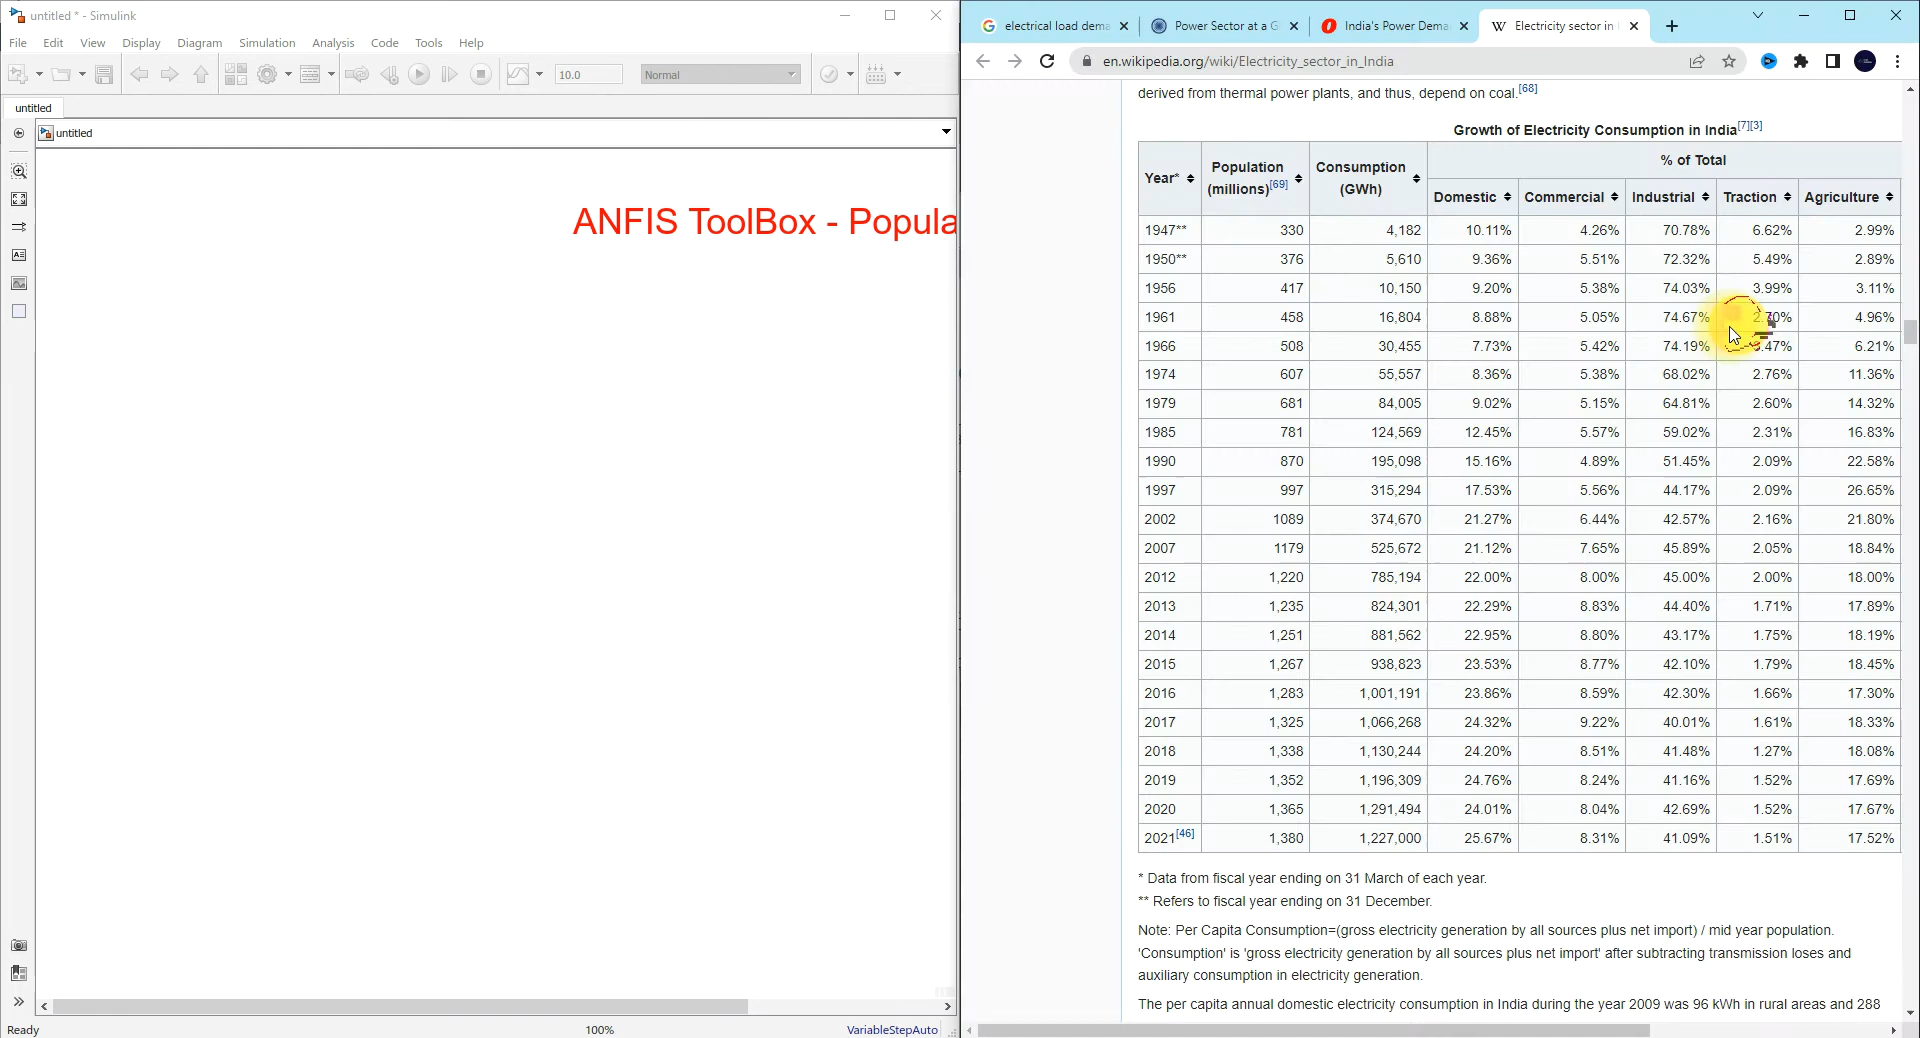 untitled * - Simulink
File Edit View Display Diagram Simulation Analysis Code Tools Help
10.0
Normal
untitled
untitled
ANFIS ToolBox - Popula
Ready
100%
VariableStepAuto
electrical load dema
Power Sector at a G
India's Power Dema
Electricity sector in
en.wikipedia.org/wiki/Electricity_sector_in_India
derived from thermal power plants, and thus, depend on coal.[68]
Growth of Electricity Consumption in India[7][3]
Year* Population (millions)[69] Consumption (GWh) % of Total
Domestic Commercial Industrial Traction Agriculture
1947** 330 4,182 10.11% 4.26% 70.78% 6.62% 2.99%
1950** 376 5,610 9.36% 5.51% 72.32% 5.49% 2.89%
1956 417 10,150 9.20% 5.38% 74.03% 3.99% 3.11%
1961 458 16,804 8.88% 5.05% 74.67% 2.70% 4.96%
1966 508 30,455 7.73% 5.42% 74.19% .47% 6.21%
1974 607 55,557 8.36% 5.38% 68.02% 2.76% 11.36%
1979 681 84,005 9.02% 5.15% 64.81% 2.60% 14.32%
1985 781 124,569 12.45% 5.57% 59.02% 2.31% 16.83%
1990 870 195,098 15.16% 4.89% 51.45% 2.09% 22.58%
1997 997 315,294 17.53% 5.56% 44.17% 2.09% 26.65%
2002 1089 374,670 21.27% 6.44% 42.57% 2.16% 21.80%
2007 1179 525,672 21.12% 7.65% 45.89% 2.05% 18.84%
2012 1,220 785,194 22.00% 8.00% 45.00% 2.00% 18.00%
2013 1,235 824,301 22.29% 8.83% 44.40% 1.71% 17.89%
2014 1,251 881,562 22.95% 8.80% 43.17% 1.75% 18.19%
2015 1,267 938,823 23.53% 8.77% 42.10% 1.79% 18.45%
2016 1,283 1,001,191 23.86% 8.59% 42.30% 1.66% 17.30%
2017 1,325 1,066,268 24.32% 9.22% 40.01% 1.61% 18.33%
2018 1,338 1,130,244 24.20% 8.51% 41.48% 1.27% 18.08%
2019 1,352 1,196,309 24.76% 8.24% 41.16% 1.52% 17.69%
2020 1,365 1,291,494 24.01% 8.04% 42.69% 1.52% 17.67%
2021[46] 1,380 1,227,000 25.67% 8.31% 41.09% 1.51% 17.52%
* Data from fiscal year ending on 31 March of each year.
** Refers to fiscal year ending on 31 December.
Note: Per Capita Consumption=(gross electricity generation by all sources plus net import) / mid year population.
'Consumption' is 'gross electricity generation by all sources plus net import' after subtracting transmission loses and
auxiliary consumption in electricity generation.
The per capita annual domestic electricity consumption in India during the year 2009 was 96 kWh in rural areas and 288